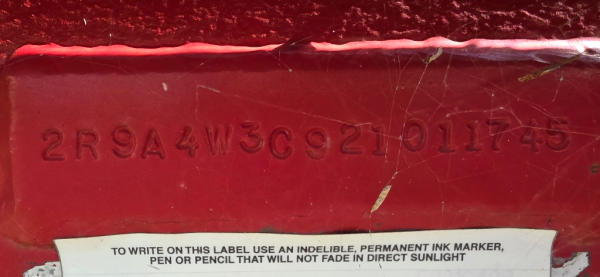 2R9A4W3C921011745
TO WRITE ON THIS LABEL USE AN INDELIBLE, PERMANENT INK MARKER,
PEN OR PENCIL THAT WILL NOT FADE IN DIRECT SUNLIGHT